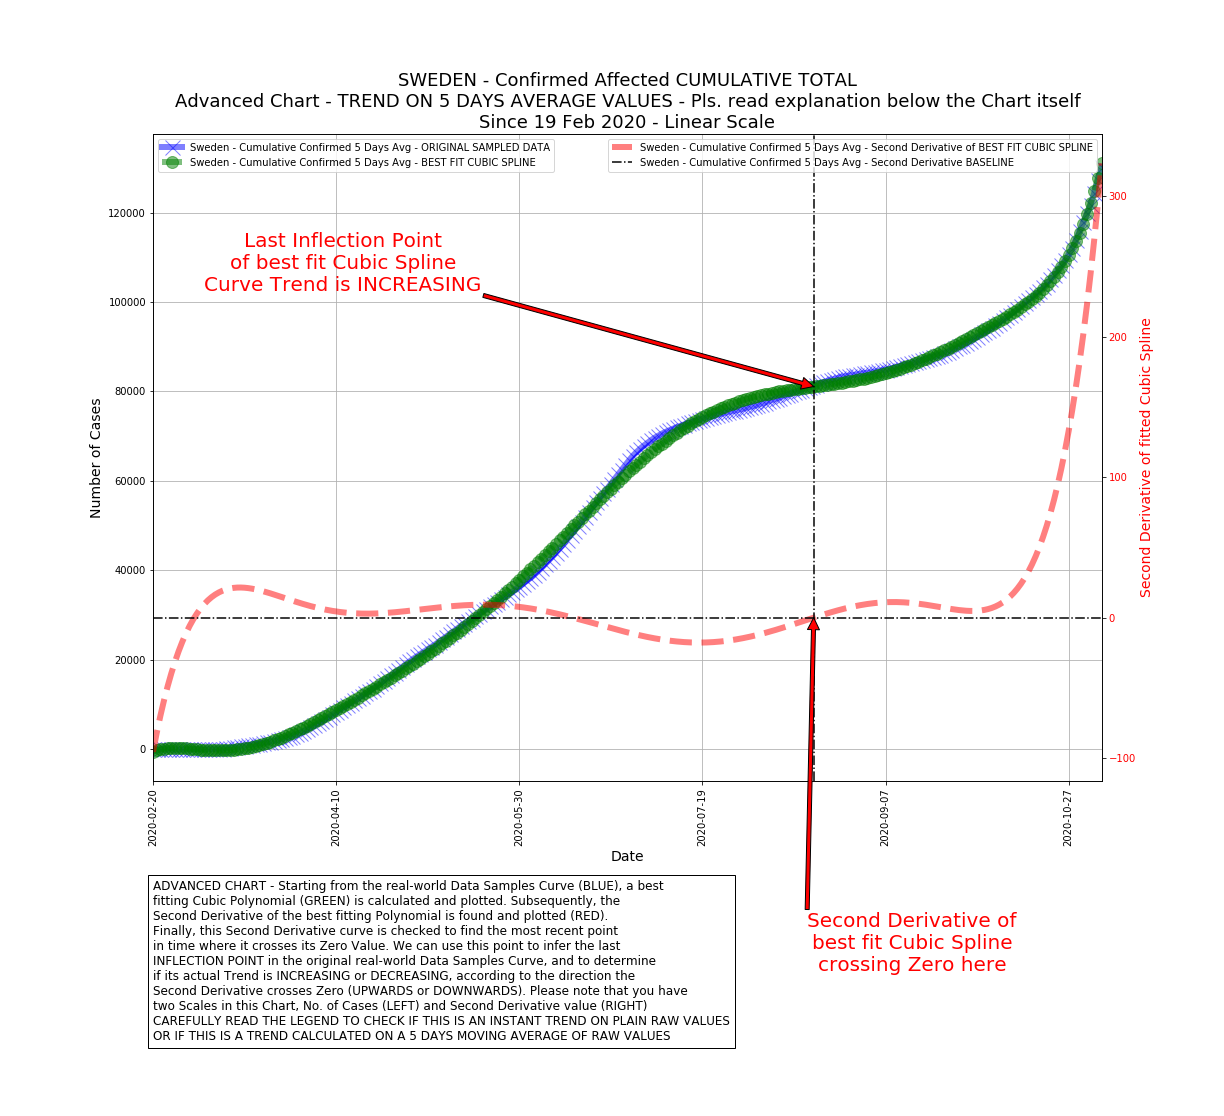 SWEDEN - Confirmed Affected CUMULATIVE TOTAL
Advanced Chart - TREND ON 5 DAYS AVERAGE VALUES - Pls. read explanation below the Chart itself
Since 19 Feb 2020 - Linear Scale
Sweden - Cumulative Confirmed 5 Days Avg - ORIGINAL SAMPLED DATA
Sweden - Cumulative Confirmed 5 Days Avg - BEST FIT CUBIC SPLINE
Sweden - Cumulative Confirmed 5 Days Avg - Second Derivative of BEST FIT CUBIC SPLINE
Sweden - Cumulative Confirmed 5 Days Avg - Second Derivative BASELINE
Last Inflection Point
of best fit Cubic Spline
Curve Trend is INCREASING
Number of Cases
120000
100000
80000
60000
40000
20000
0
300
200
100
0
−100
Second Derivative of fitted Cubic Spline
2020-02-20
2020-04-10
2020-05-30
2020-07-19
2020-09-07
2020-10-27
Date
ADVANCED CHART - Starting from the real-world Data Samples Curve (BLUE), a best
fitting Cubic Polynomial (GREEN) is calculated and plotted. Subsequently, the
Second Derivative of the best fitting Polynomial is found and plotted (RED).
Finally, this Second Derivative curve is checked to find the most recent point
in time where it crosses its Zero Value. We can use this point to infer the last
INFLECTION POINT in the original real-world Data Samples Curve, and to determine
if its actual Trend is INCREASING or DECREASING, according to the direction the
Second Derivative crosses Zero (UPWARDS or DOWNWARDS). Please note that you have
two Scales in this Chart, No. of Cases (LEFT) and Second Derivative value (RIGHT)
CAREFULLY READ THE LEGEND TO CHECK IF THIS IS AN INSTANT TREND ON PLAIN RAW VALUES
OR IF THIS IS A TREND CALCULATED ON A 5 DAYS MOVING AVERAGE OF RAW VALUES
Second Derivative of
best fit Cubic Spline
crossing Zero here